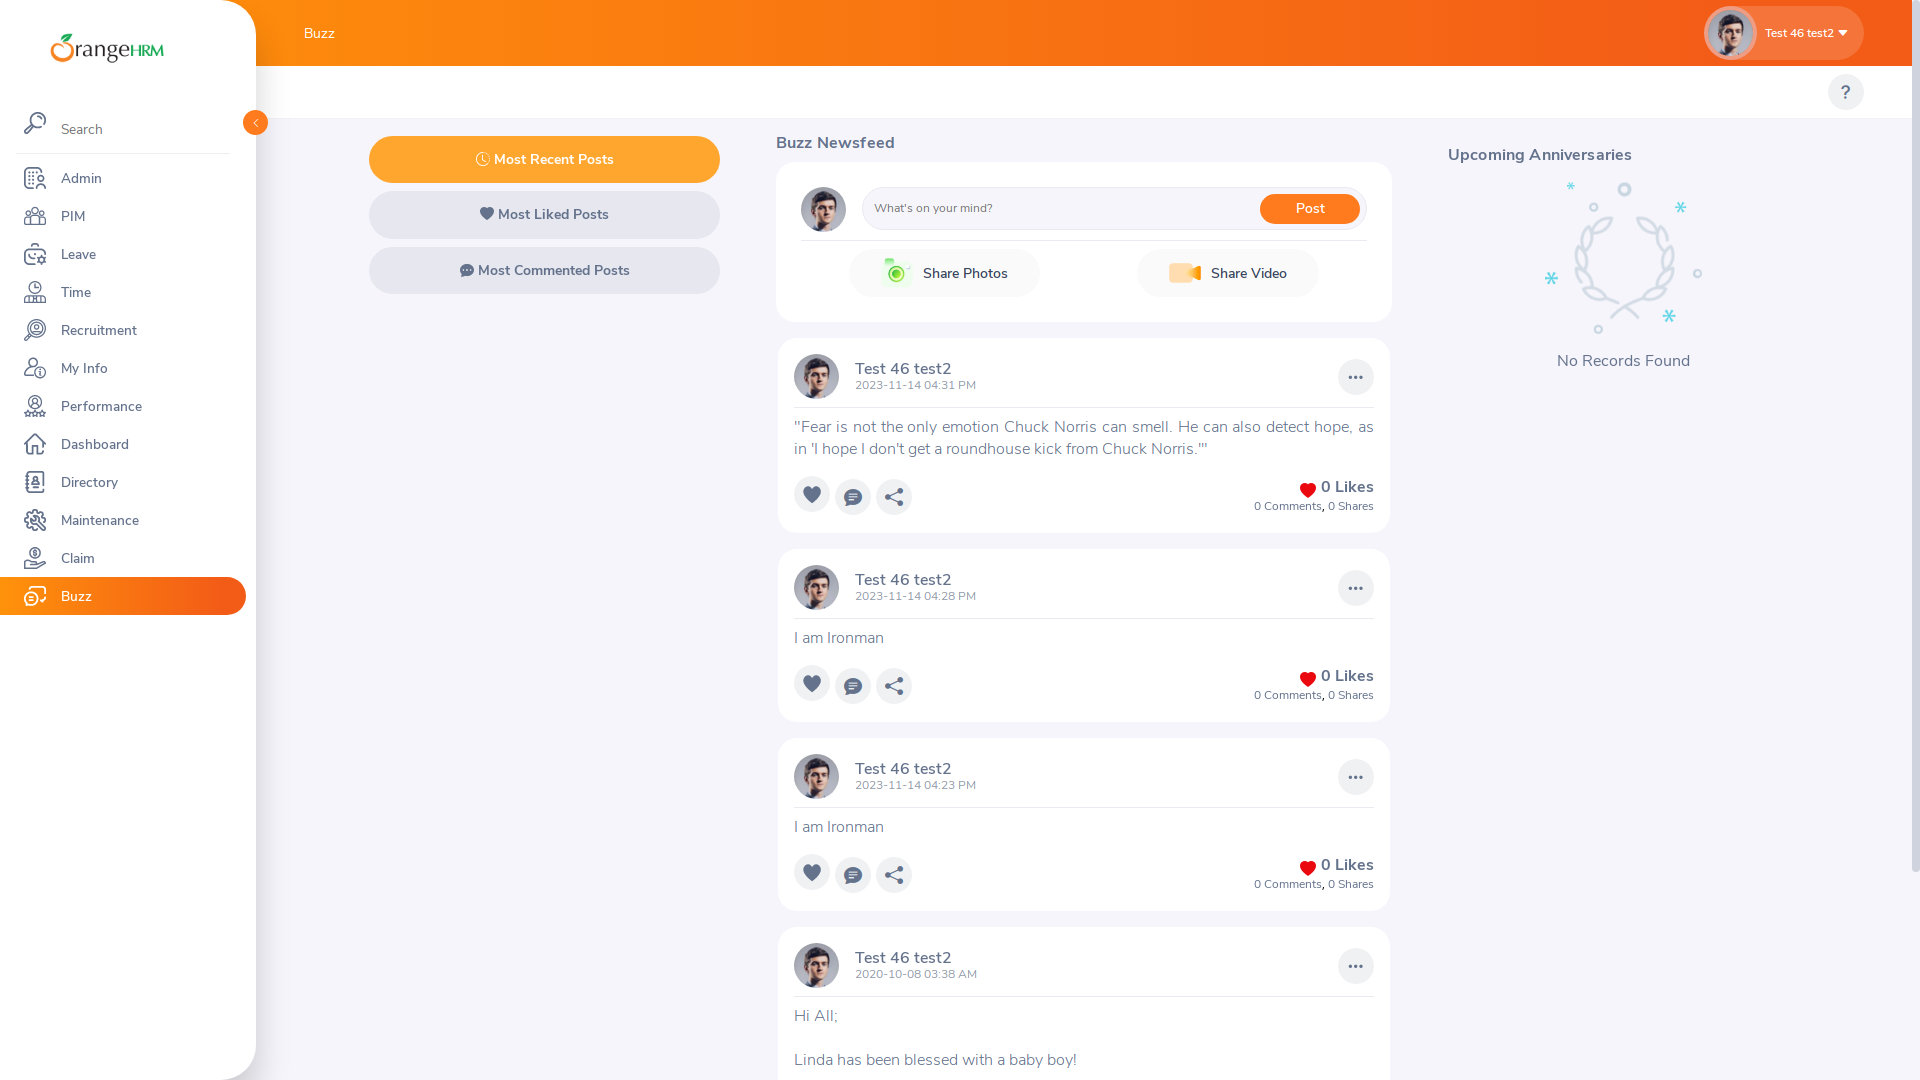 OrangeHRM
Search
Admin
PIM
Leave
Time
Recruitment
My Info
Performance
Dashboard
Directory
Maintenance
Claim
Buzz
Buzz
Test 46 test2
?
Most Recent Posts
Most Liked Posts
Most Commented Posts
Buzz Newsfeed
What's on your mind?
Post
Share Photos
Share Video
Test 46 test2
2023-11-14 04:31 PM
"Fear is not the only emotion Chuck Norris can smell. He can also detect hope, as
in 'I hope I don't get a roundhouse kick from Chuck Norris.'"
0 Likes
0 Comments, 0 Shares
Test 46 test2
2023-11-14 04:28 PM
I am Ironman
0 Likes
0 Comments, 0 Shares
Test 46 test2
2023-11-14 04:23 PM
I am Ironman
0 Likes
0 Comments, 0 Shares
Test 46 test2
2020-10-08 03:38 AM
Hi All;
Linda has been blessed with a baby boy!
Upcoming Anniversaries
No Records Found